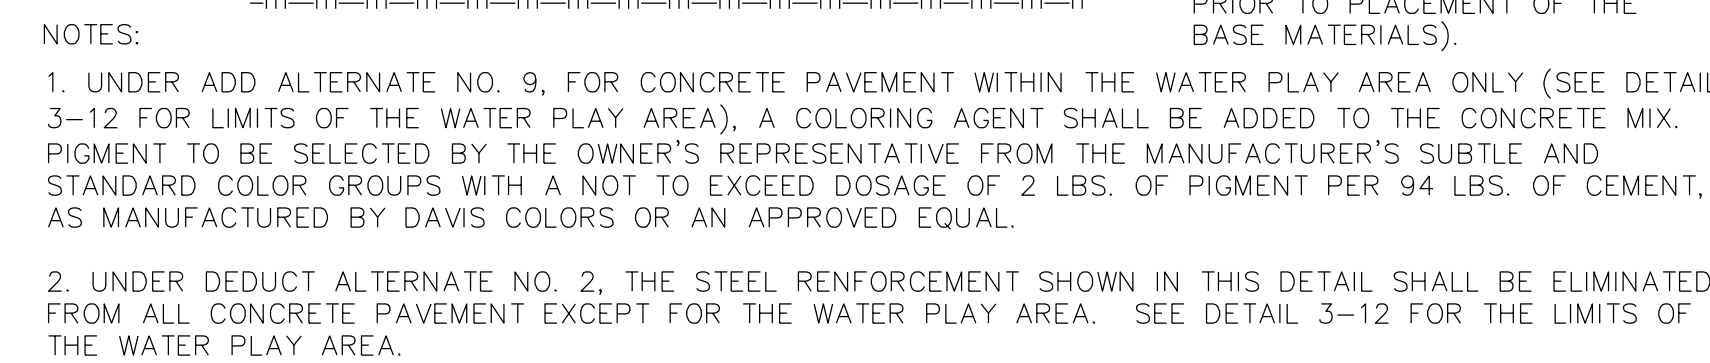 PRIOR TO PLACEMENT OF THE
BASE MATERIALS).
NOTES:
1. UNDER ADD ALTERNATE NO. 9, FOR CONCRETE PAVEMENT WITHIN THE WATER PLAY AREA ONLY (SEE DETAIL
3-12 FOR LIMITS OF THE WATER PLAY AREA), A COLORING AGENT SHALL BE ADDED TO THE CONCRETE MIX.
PIGMENT TO BE SELECTED BY THE OWNER'S REPRESENTATIVE FROM THE MANUFACTURER'S SUBTLE AND
STANDARD COLOR GROUPS WITH A NOT TO EXCEED DOSAGE OF 2 LBS. OF PIGMENT PER 94 LBS. OF CEMENT,
AS MANUFACTURED BY DAVIS COLORS OR AN APPROVED EQUAL.
2. UNDER DEDUCT ALTERNATE NO. 2, THE STEEL REINFORCEMENT SHOWN IN THIS DETAIL SHALL BE ELIMINATED
FROM ALL CONCRETE PAVEMENT EXCEPT FOR THE WATER PLAY AREA. SEE DETAIL 3-12 FOR THE LIMITS OF
THE WATER PLAY AREA.